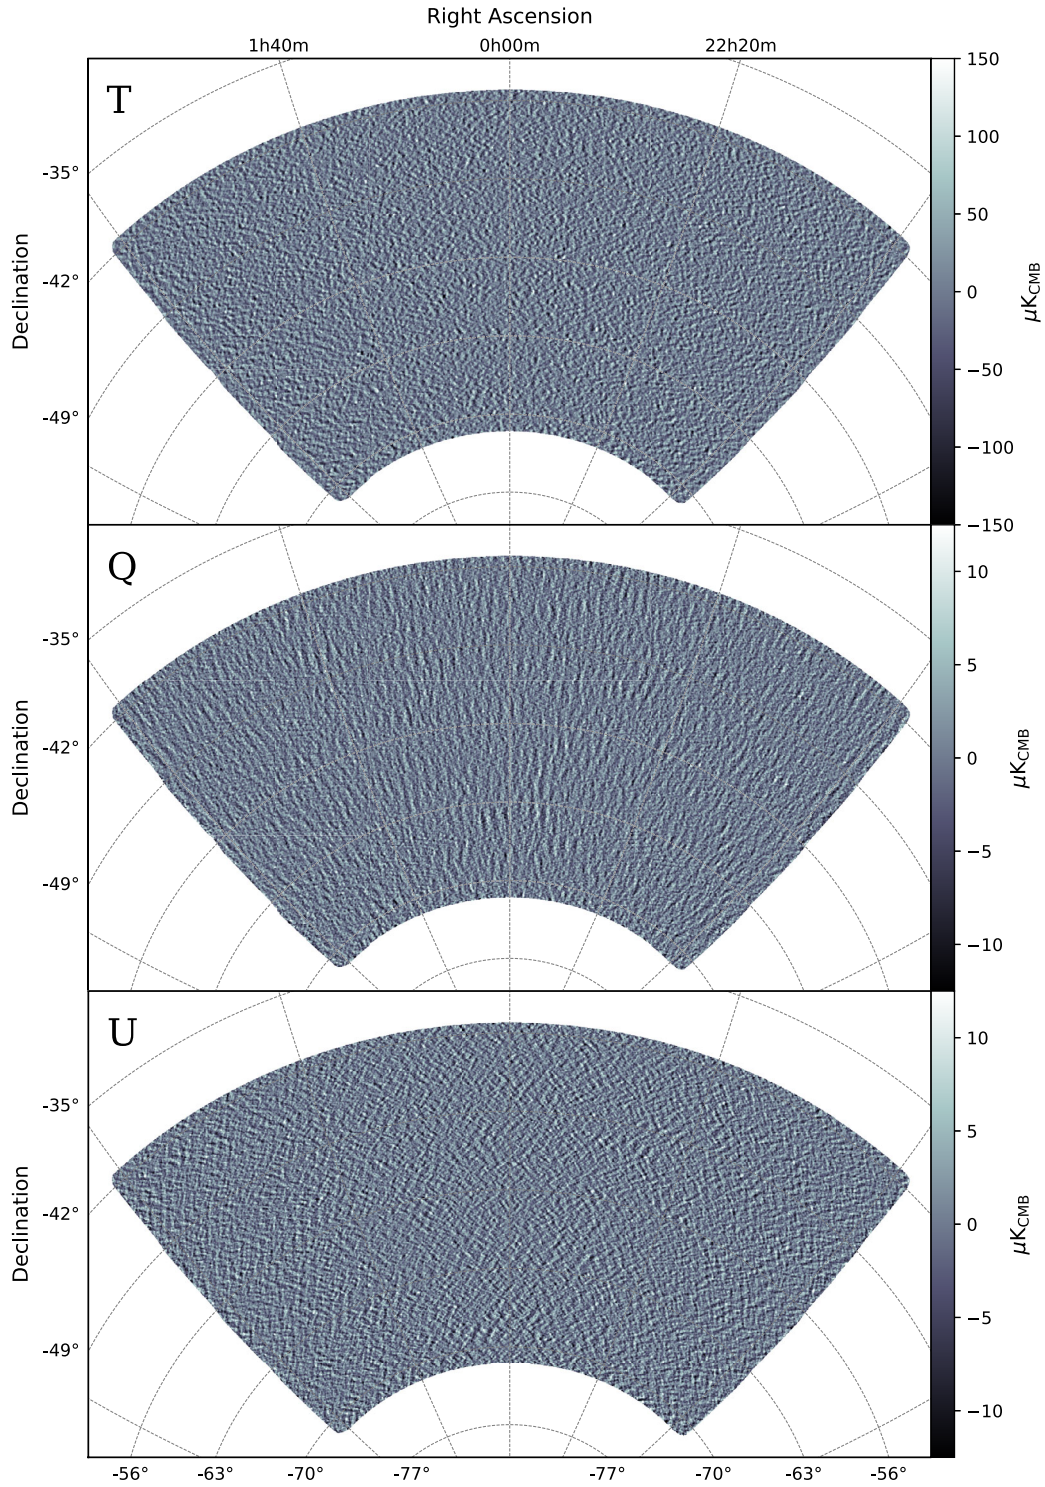 Right Ascension
1h40m 0h00m 22h20m
T
Declination
-35°
-42°
-49°
150
100
50
0
−50
−100
−150
μK_CMB
Q
Declination
-35°
-42°
-49°
10
5
0
−5
−10
μK_CMB
U
Declination
-35°
-42°
-49°
10
5
0
−5
−10
μK_CMB
-56° -63° -70° -77° -77° -70° -63° -56°